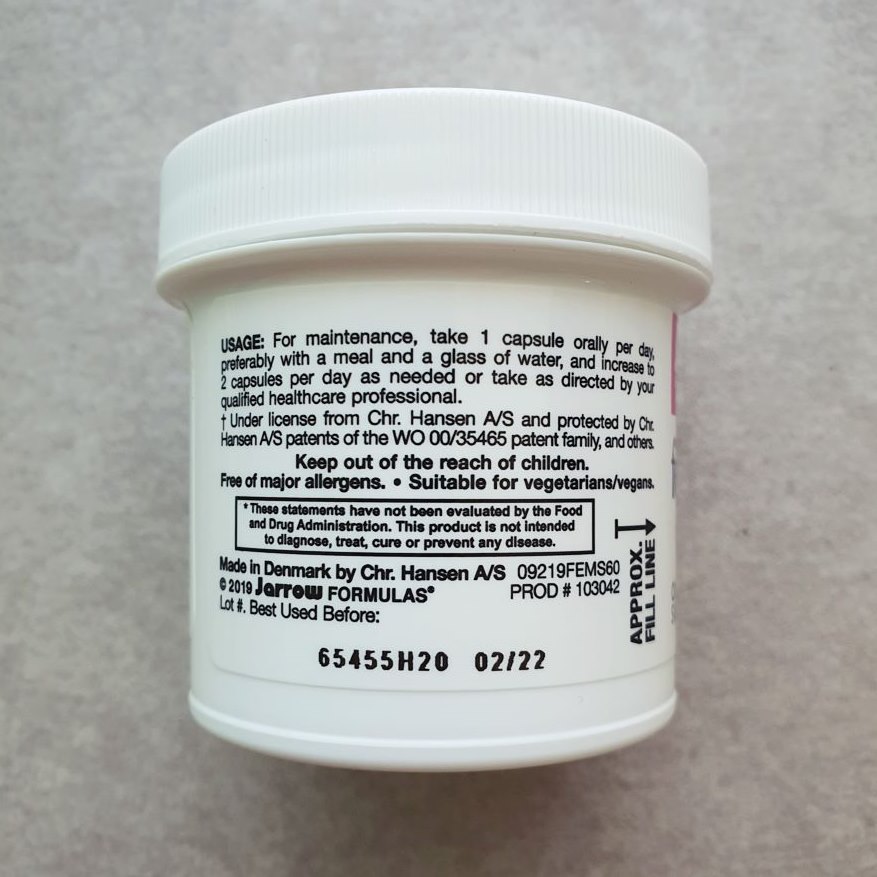 USAGE: For maintenance, take 1 capsule orally per day,
preferably with a meal and a glass of water, and increase to
2 capsules per day as needed or take as directed by your
qualified healthcare professional.
† Under license from Chr. Hansen A/S and protected by Chr.
Hansen A/S patents of the WO 00/35465 patent family, and others.
Keep out of the reach of children.
Free of major allergens. • Suitable for vegetarians/vegans.
* These statements have not been evaluated by the Food
and Drug Administration. This product is not intended
to diagnose, treat, cure or prevent any disease.
Made in Denmark by Chr. Hansen A/S 09219FEMS60
© 2019 Jarrow FORMULAS® PROD # 103042
Lot #. Best Used Before:
APPROX.
FILL LINE
65455H20 02/22